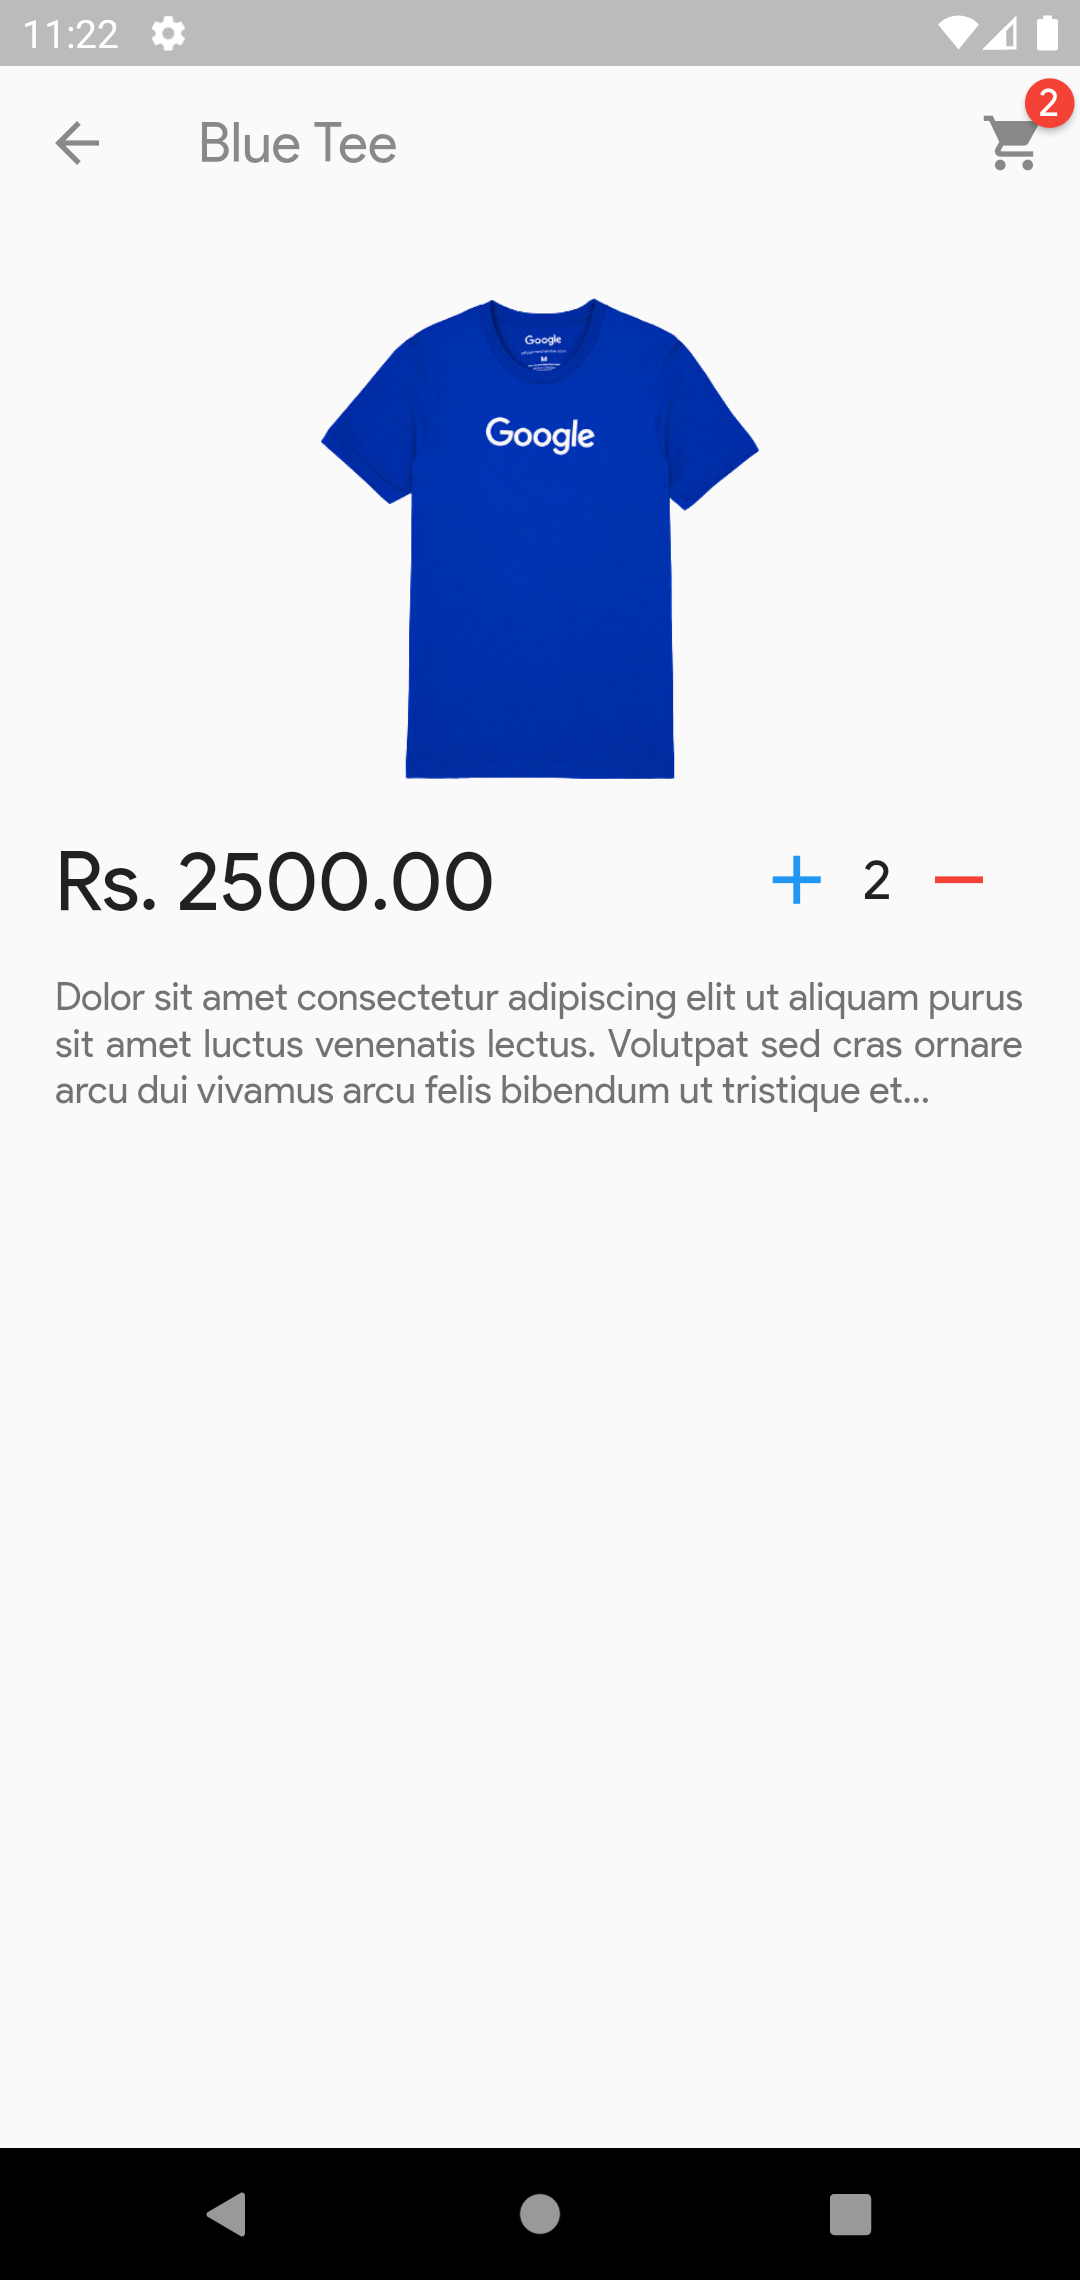 11:22
2
Blue Tee
Google
M
Google
Rs. 2500.00
2
Dolor sit amet consectetur adipiscing elit ut aliquam purus
sit amet luctus venenatis lectus. Volutpat sed cras ornare
arcu dui vivamus arcu felis bibendum ut tristique et...